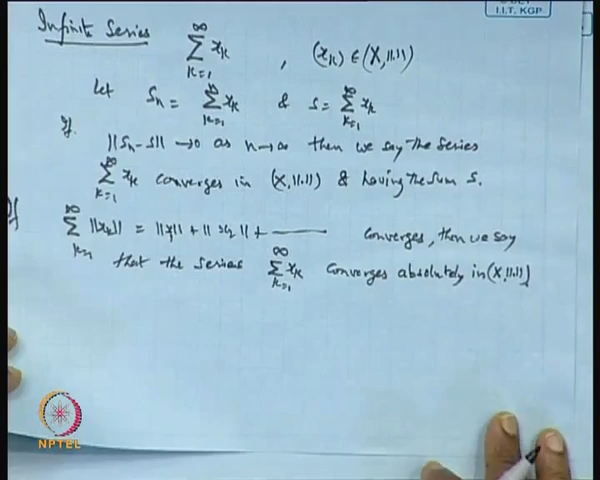 I.I.T. KGP
Infinite Series ∑_{k=1}^{∞} x_k , (x_k) ∈ (X, ||.||)
let S_n = ∑_{k=1}^{n} x_k & s = ∑_{k=1}^{∞} x_k
If
||S_n - s|| → 0 as n → ∞ then we say the series
∑_{k=1}^{∞} x_k converges in (X, ||.||) & having the sum s.
If ∑_{k=1}^{∞} ||x_k|| = ||x_1|| + ||x_2|| + ——— converges, then we say
that the series ∑_{k=1}^{∞} x_k converges absolutely in (X, ||.||)
NPTEL